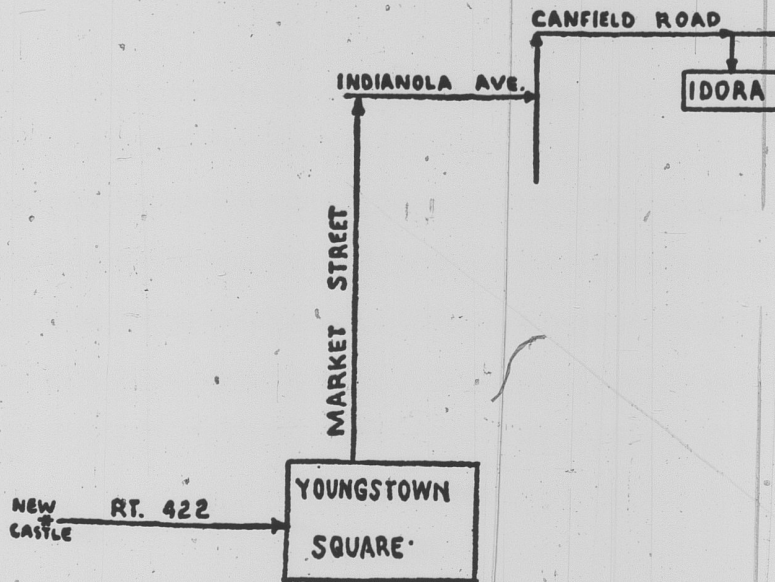 CANFIELD ROAD
INDIANOLA AVE.
IDORA
MARKET STREET
YOUNGSTOWN
SQUARE
NEW
CASTLE
RT. 422